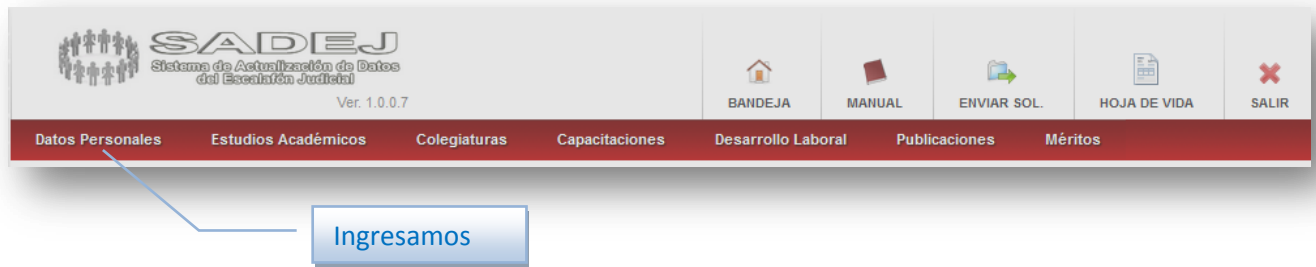 SADEJ
Sistema de Actualización de Datos
del Escalafón Judicial
Ver. 1.0.0.7
BANDEJA MANUAL ENVIAR SOL. HOJA DE VIDA SALIR
Datos Personales Estudios Académicos Colegiaturas Capacitaciones Desarrollo Laboral Publicaciones Méritos
Ingresamos